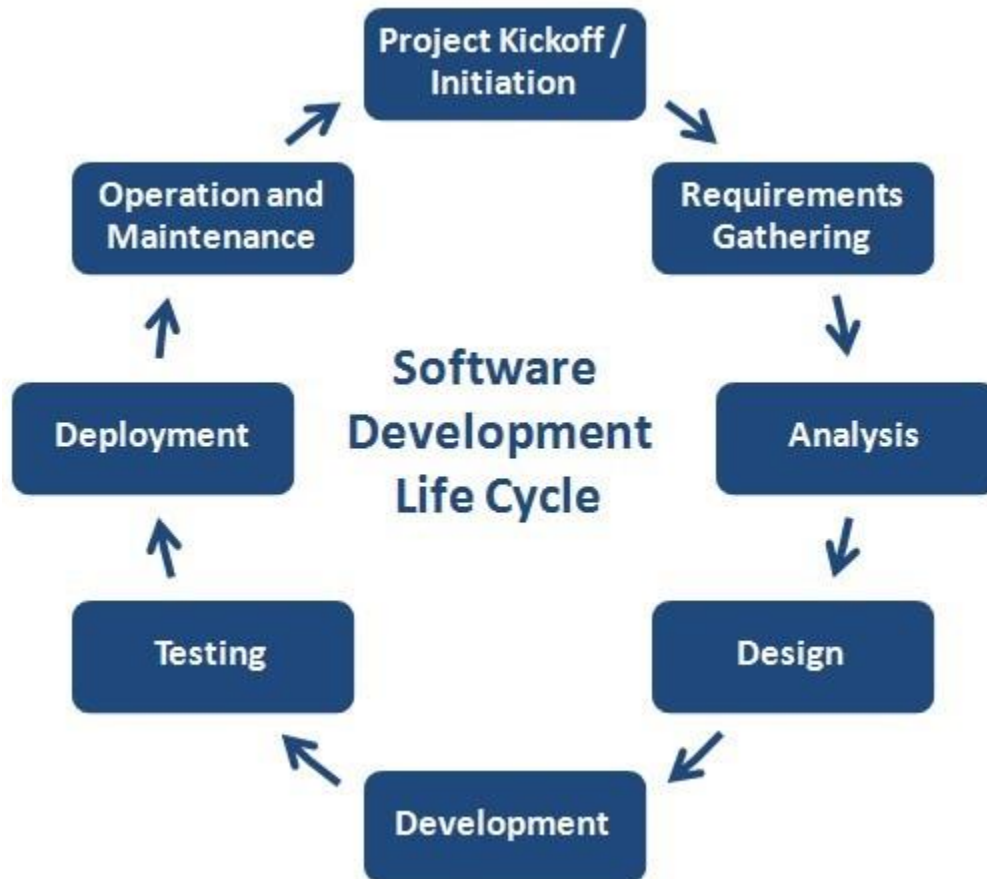 Project Kickoff /
Initiation
Requirements
Gathering
Analysis
Design
Development
Testing
Deployment
Operation and
Maintenance
Software
Development
Life Cycle